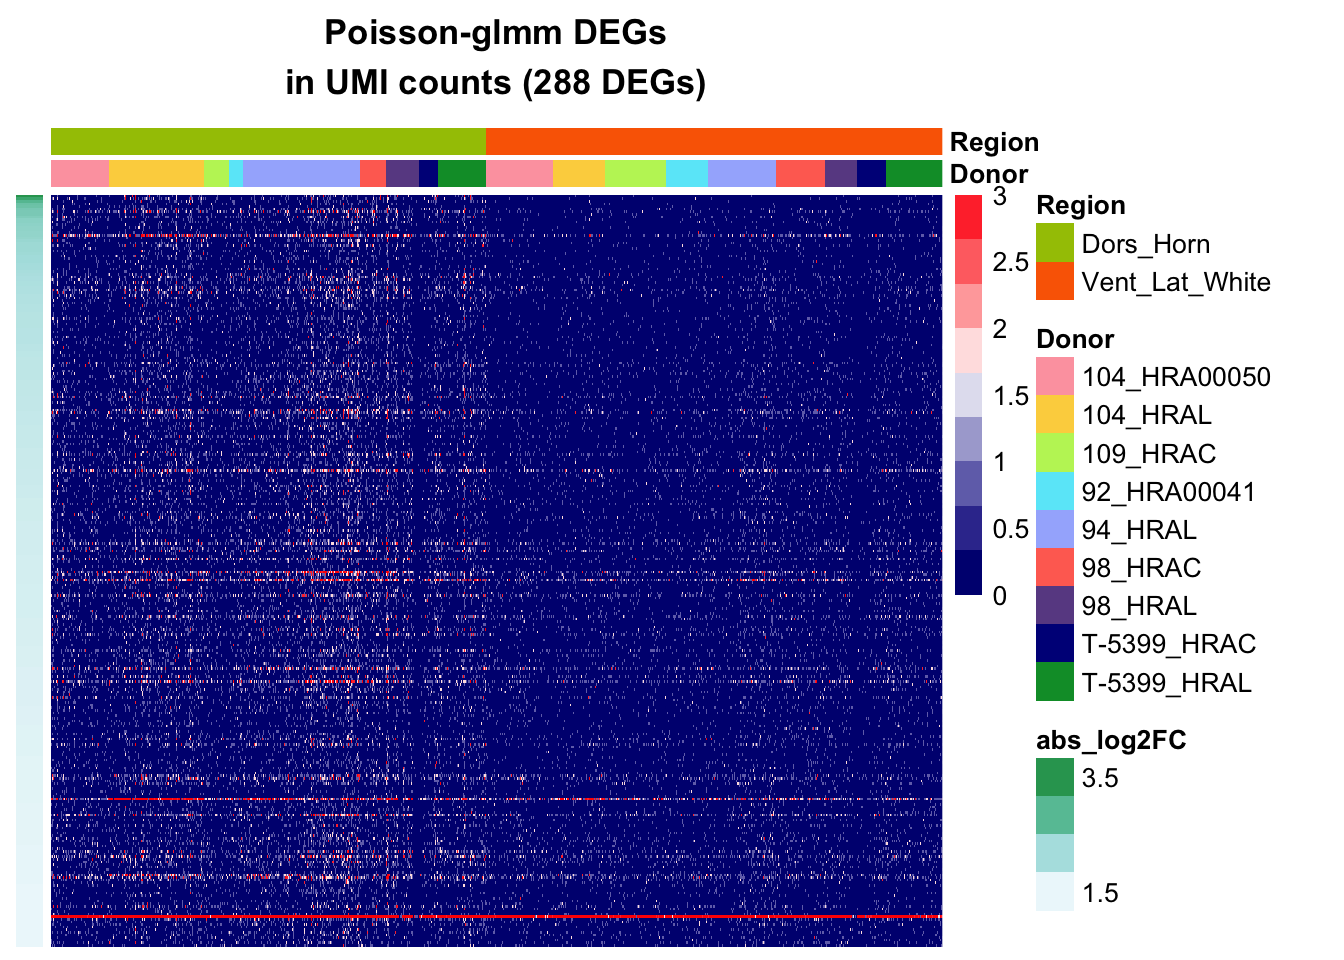 Poisson-glmm DEGs
in UMI counts (288 DEGs)
Region
Donor
3
2.5
2
1.5
1
0.5
0
Region
Dors_Horn
Vent_Lat_White
Donor
104_HRA00050
104_HRAL
109_HRAC
92_HRA00041
94_HRAL
98_HRAC
98_HRAL
T-5399_HRAC
T-5399_HRAL
abs_log2FC
3.5
1.5